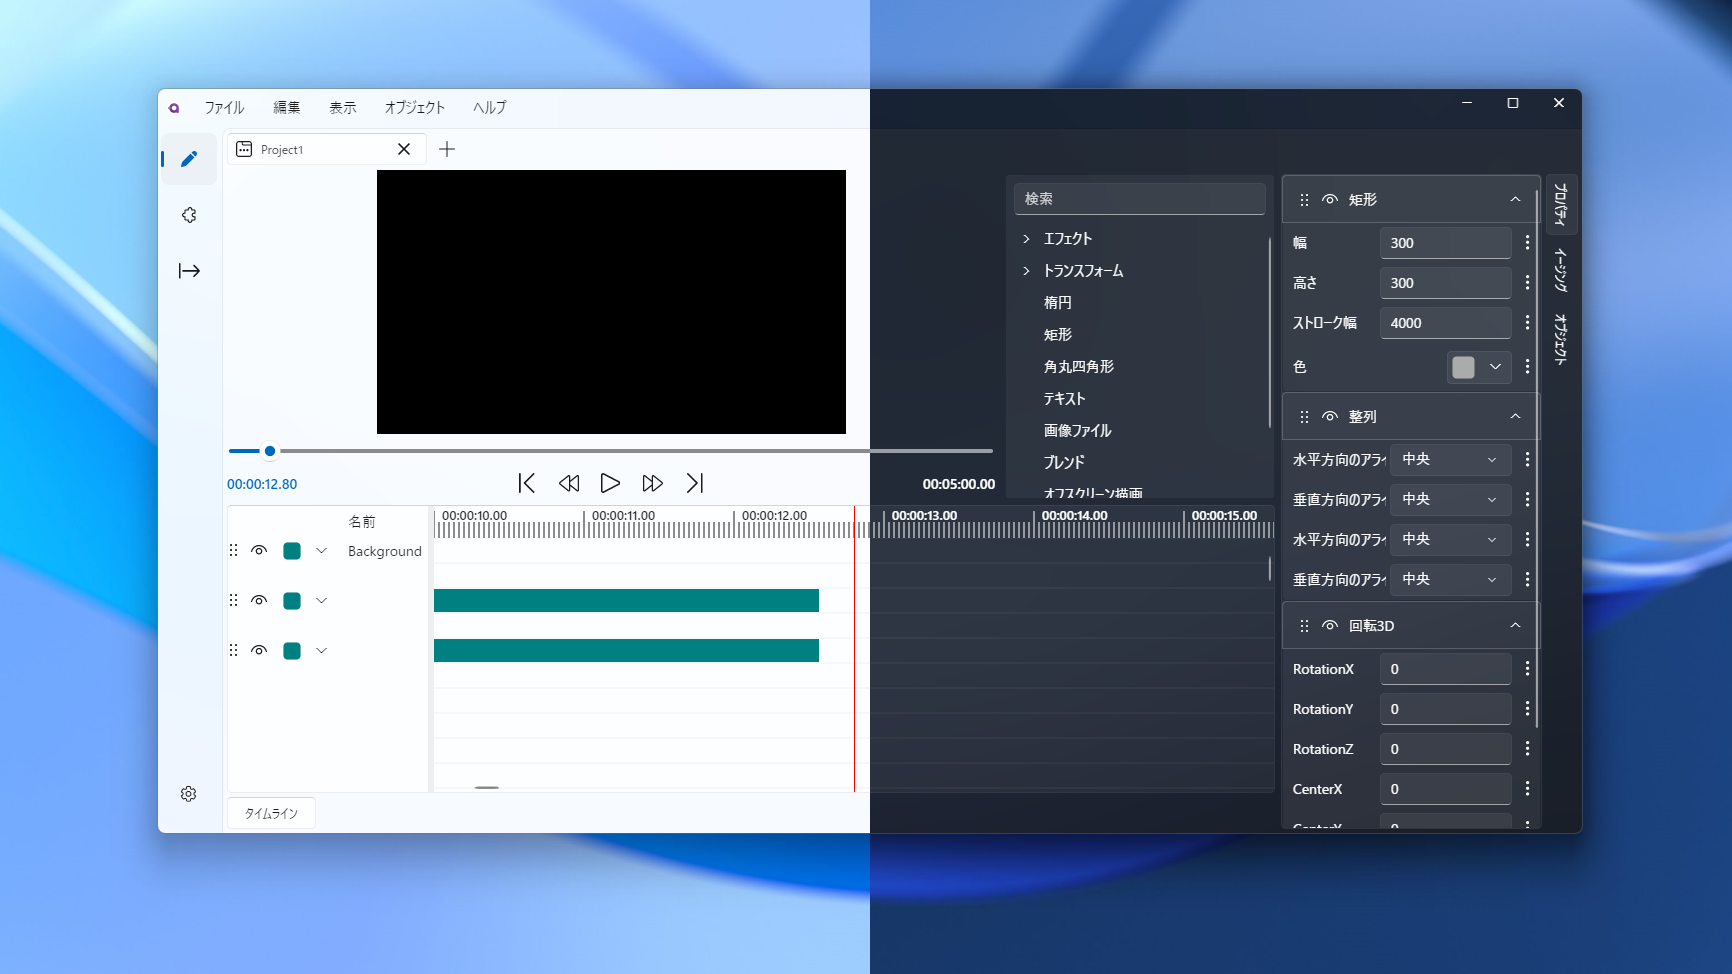 ファイル 編集 表示 オブジェクト ヘルプ
Project1
00:00:12.80
00:05:00.00
名前
Background
00:00:10.00 00:00:11.00 00:00:12.00 00:00:13.00 00:00:14.00 00:00:15.00
タイムライン
検索
エフェクト
トランスフォーム
楕円
矩形
角丸四角形
テキスト
画像ファイル
ブレンド
オフスクリーン描画
矩形
幅 300
高さ 300
ストローク幅 4000
色
整列
水平方向のアライ 中央
垂直方向のアライ 中央
水平方向のアライ 中央
垂直方向のアライ 中央
回転3D
RotationX 0
RotationY 0
RotationZ 0
CenterX 0
CenterY 0
プロパティ
イージング
オブジェクト